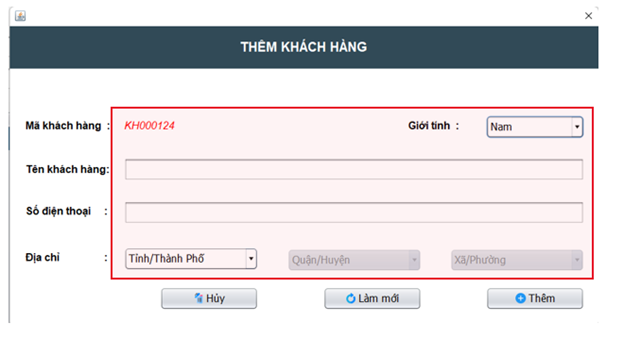 THÊM KHÁCH HÀNG
Mã khách hàng : KH000124 Giới tính : Nam
Tên khách hàng:
Số điện thoại :
Địa chỉ : Tỉnh/Thành Phố Quận/Huyện Xã/Phường
Hủy Làm mới Thêm